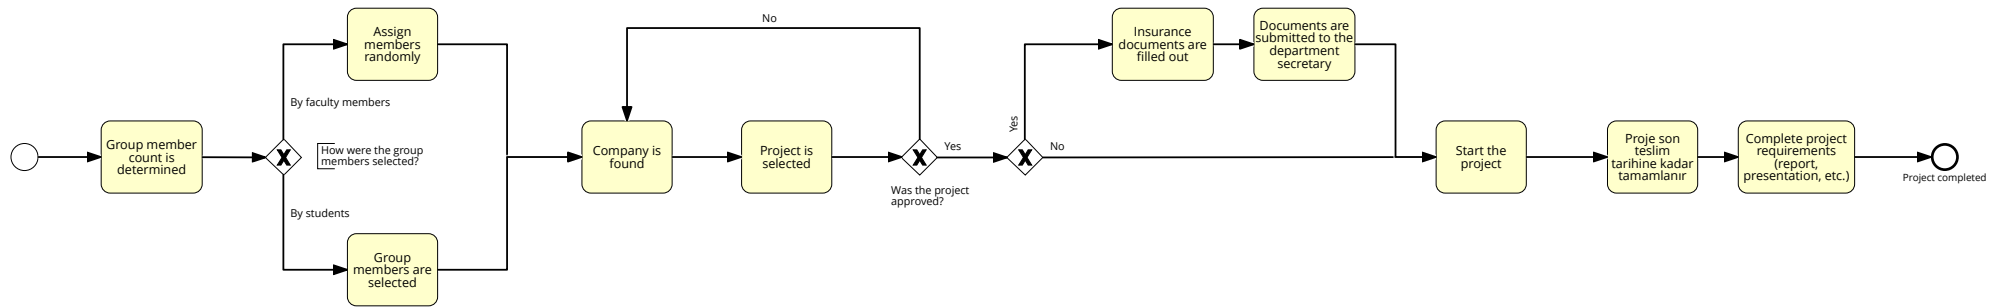 Group member
count is
determined
By faculty members
How were the group
members selected?
By students
Assign
members
randomly
Group
members are
selected
Company is
found
Project is
selected
No
Yes
Was the project
approved?
Yes
No
Insurance
documents are
filled out
Documents are
submitted to the
department
secretary
Start the
project
Proje son
teslim
tarihine kadar
tamamlanır
Complete project
requirements
(report,
presentation, etc.)
Project completed